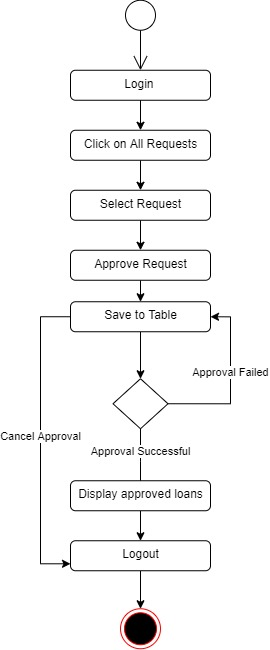 Login
Click on All Requests
Select Request
Approve Request
Save to Table
Approval Failed
Cancel Approval
Approval Successful
Display approved loans
Logout